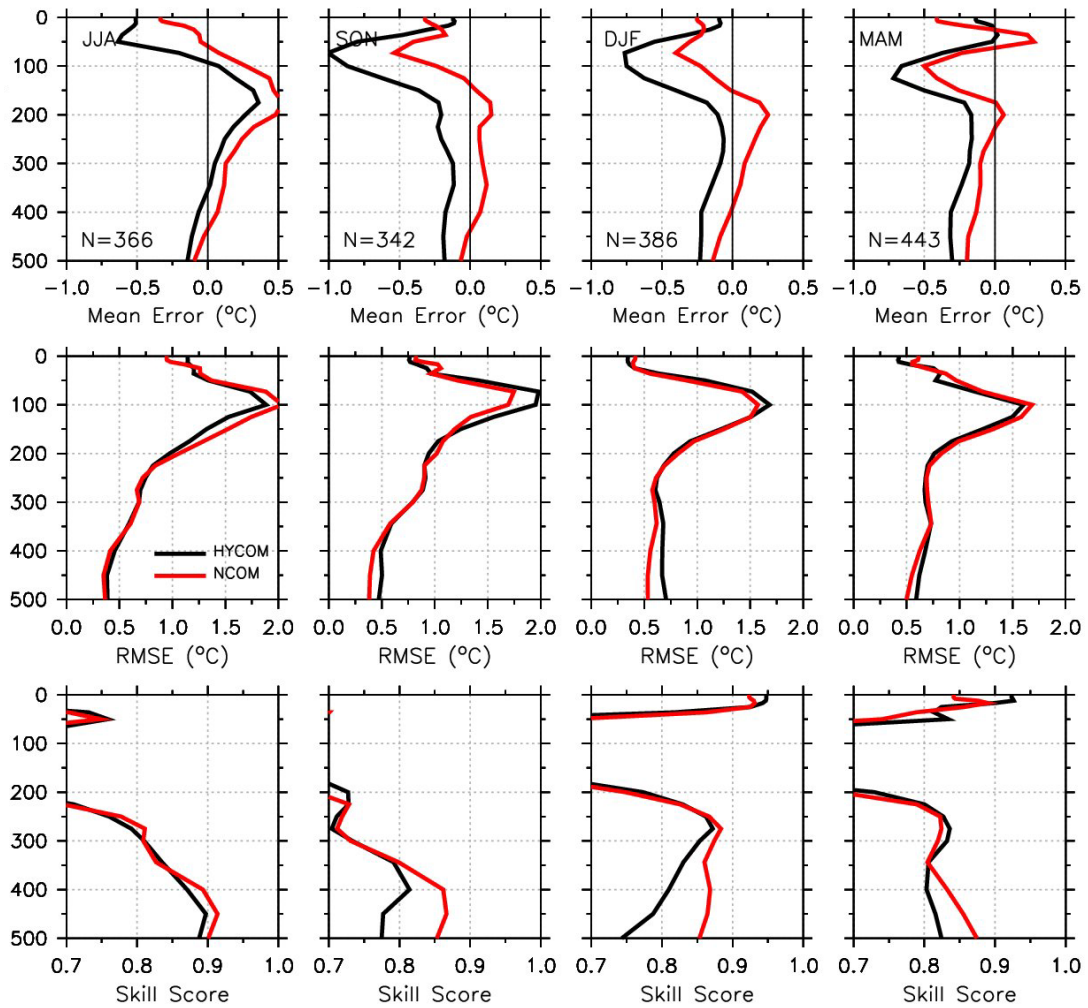 JJA SON DJF MAM
0
100
200
300
400
500
N=366 N=342 N=386 N=443
−1.0 −0.5 0.0 0.5 −1.0 −0.5 0.0 0.5 −1.0 −0.5 0.0 0.5 −1.0 −0.5 0.0 0.5
Mean Error (°C) Mean Error (°C) Mean Error (°C) Mean Error (°C)
0
100
200
300
400
500
HYCOM
NCOM
0.0 0.5 1.0 1.5 2.0 0.0 0.5 1.0 1.5 2.0 0.0 0.5 1.0 1.5 2.0 0.0 0.5 1.0 1.5 2.0
RMSE (°C) RMSE (°C) RMSE (°C) RMSE (°C)
0
100
200
300
400
500
0.7 0.8 0.9 1.0 0.7 0.8 0.9 1.0 0.7 0.8 0.9 1.0 0.7 0.8 0.9 1.0
Skill Score Skill Score Skill Score Skill Score